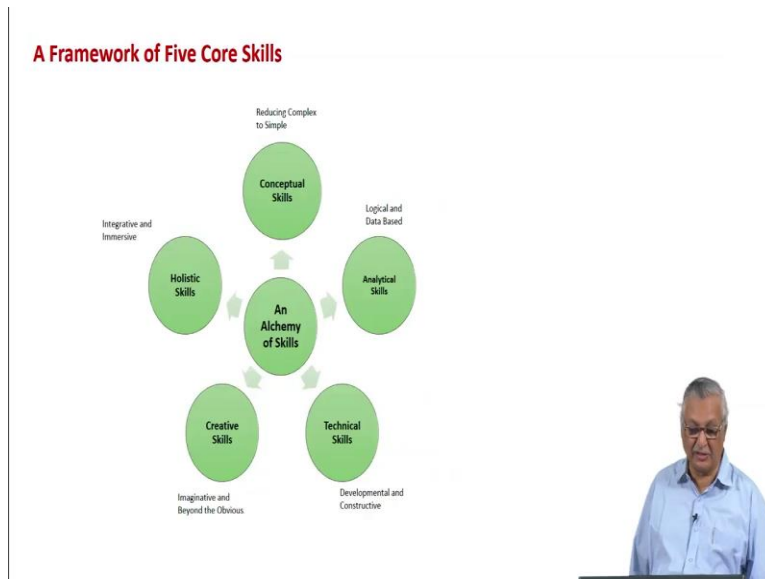 A Framework of Five Core Skills
Reducing Complex
to Simple
Conceptual
Skills
Logical and
Data Based
Analytical
Skills
Integrative and
Immersive
Holistic
Skills
An
Alchemy
of Skills
Creative
Skills
Imaginative and
Beyond the Obvious
Technical
Skills
Developmental and
Constructive